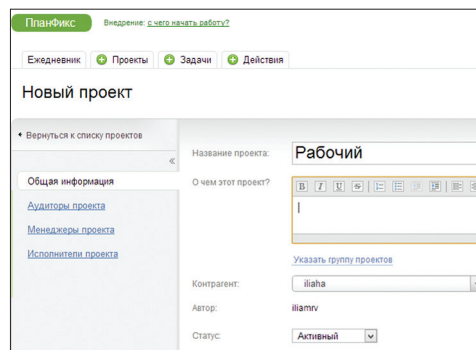 ПланФикс Внедрение: с чего начать работу?
Ежедневник Проекты Задачи Действия
Новый проект
Вернуться к списку проектов
«
Название проекта: Рабочий
Общая информация
О чем этот проект?
B I U S
Аудиторы проекта
Менеджеры проекта
Исполнители проекта
Указать группу проектов
Контрагент: iliaha
Автор: iliamrv
Статус: Активный